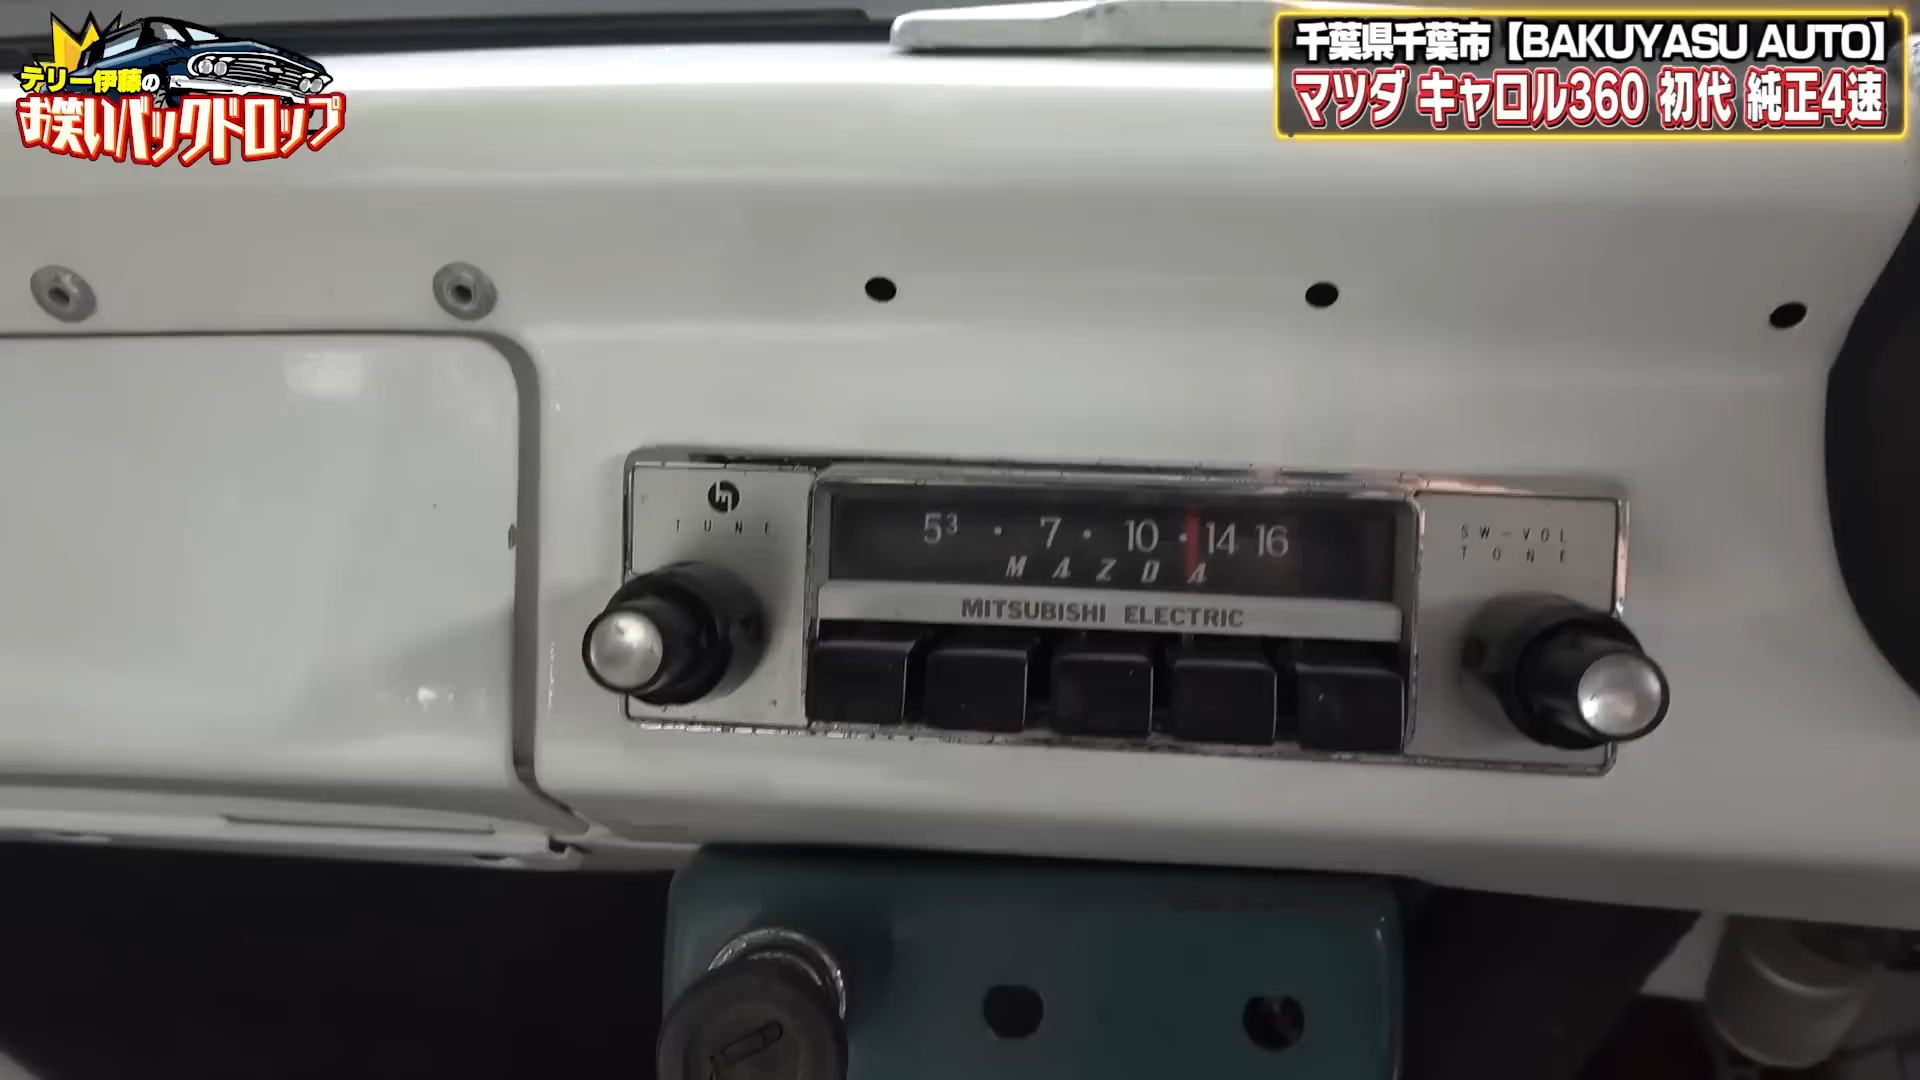 テリー伊藤の
お笑いバックドロップ
千葉県千葉市【BAKUYASU AUTO】
マツダ キャロル360 初代 純正4速
TUNE
53 · 7 · 10 · 14 16
MAZDA
MITSUBISHI ELECTRIC
SW-VOL
TONE